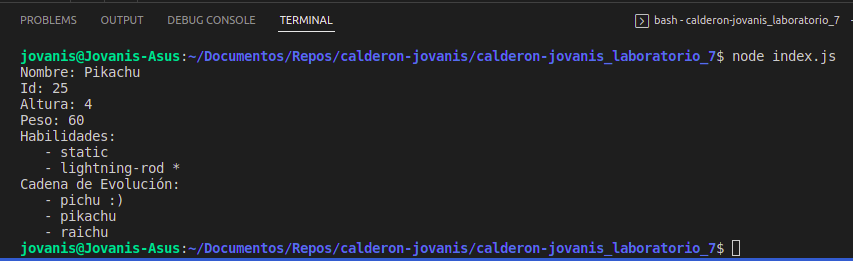 PROBLEMS OUTPUT DEBUG CONSOLE TERMINAL bash - calderon-jovanis_laboratorio_7
jovanis@Jovanis-Asus:~/Documentos/Repos/calderon-jovanis/calderon-jovanis_laboratorio_7$ node index.js
Nombre: Pikachu
Id: 25
Altura: 4
Peso: 60
Habilidades:
- static
- lightning-rod *
Cadena de Evolución:
- pichu :)
- pikachu
- raichu
jovanis@Jovanis-Asus:~/Documentos/Repos/calderon-jovanis/calderon-jovanis_laboratorio_7$